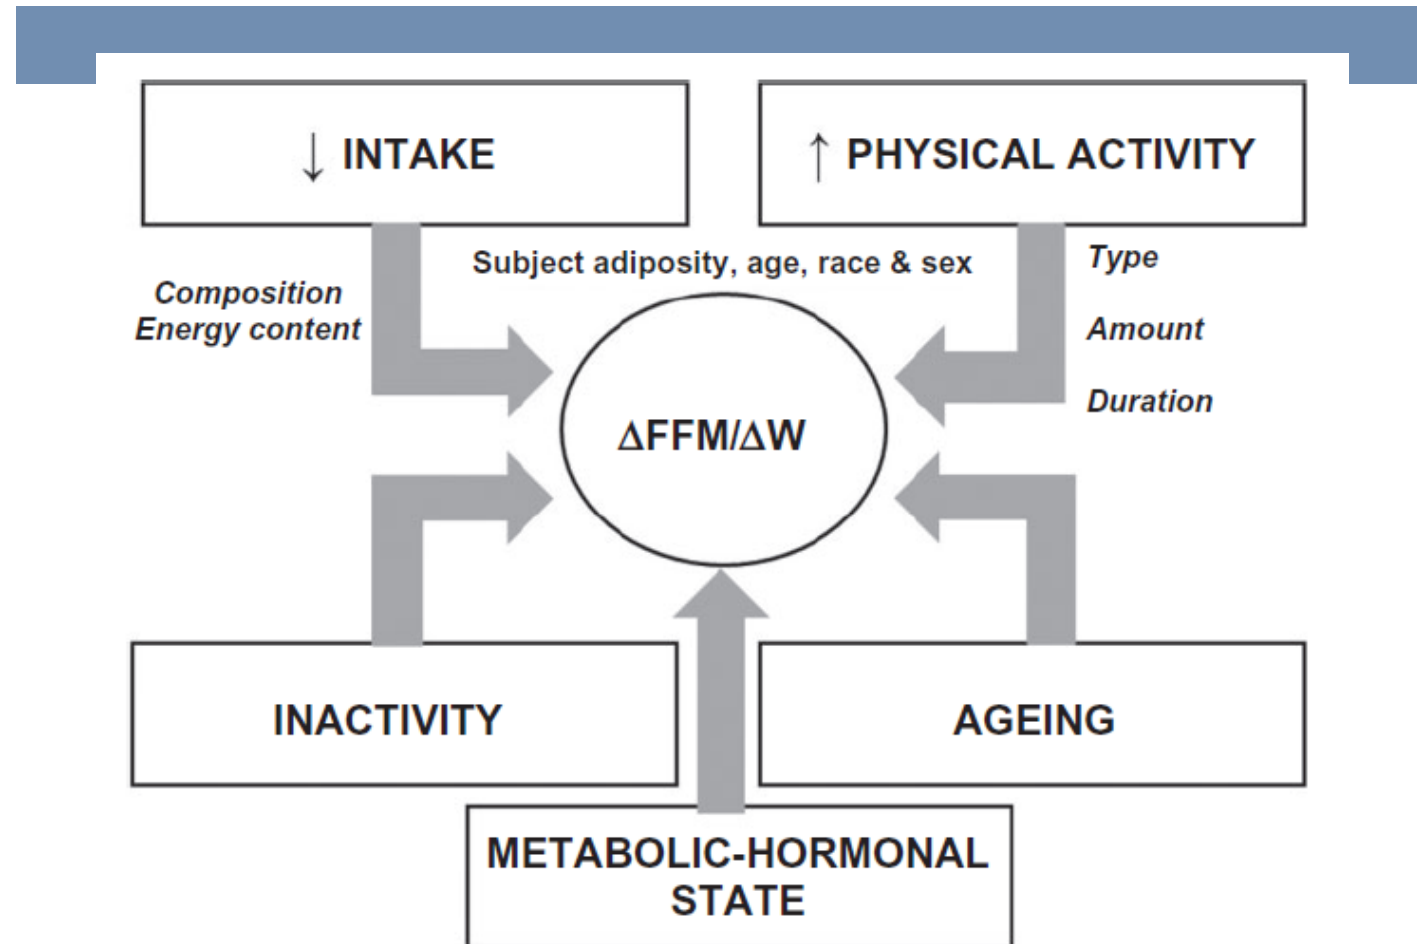 ↓ INTAKE
↑ PHYSICAL ACTIVITY
Subject adiposity, age, race & sex
Composition
Energy content
Type
Amount
Duration
ΔFFM/ΔW
INACTIVITY
AGEING
METABOLIC-HORMONAL
STATE